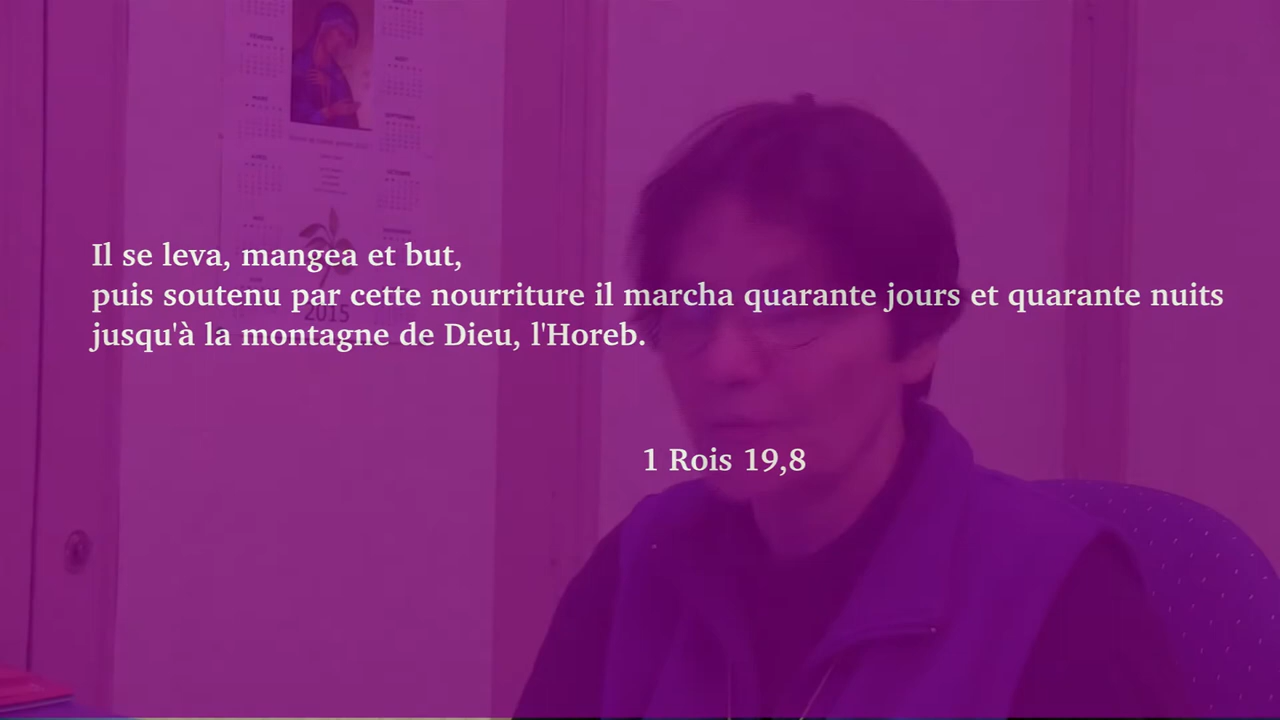 Il se leva, mangea et but,
puis soutenu par cette nourriture il marcha quarante jours et quarante nuits
jusqu'à la montagne de Dieu, l'Horeb.
1 Rois 19,8
2015